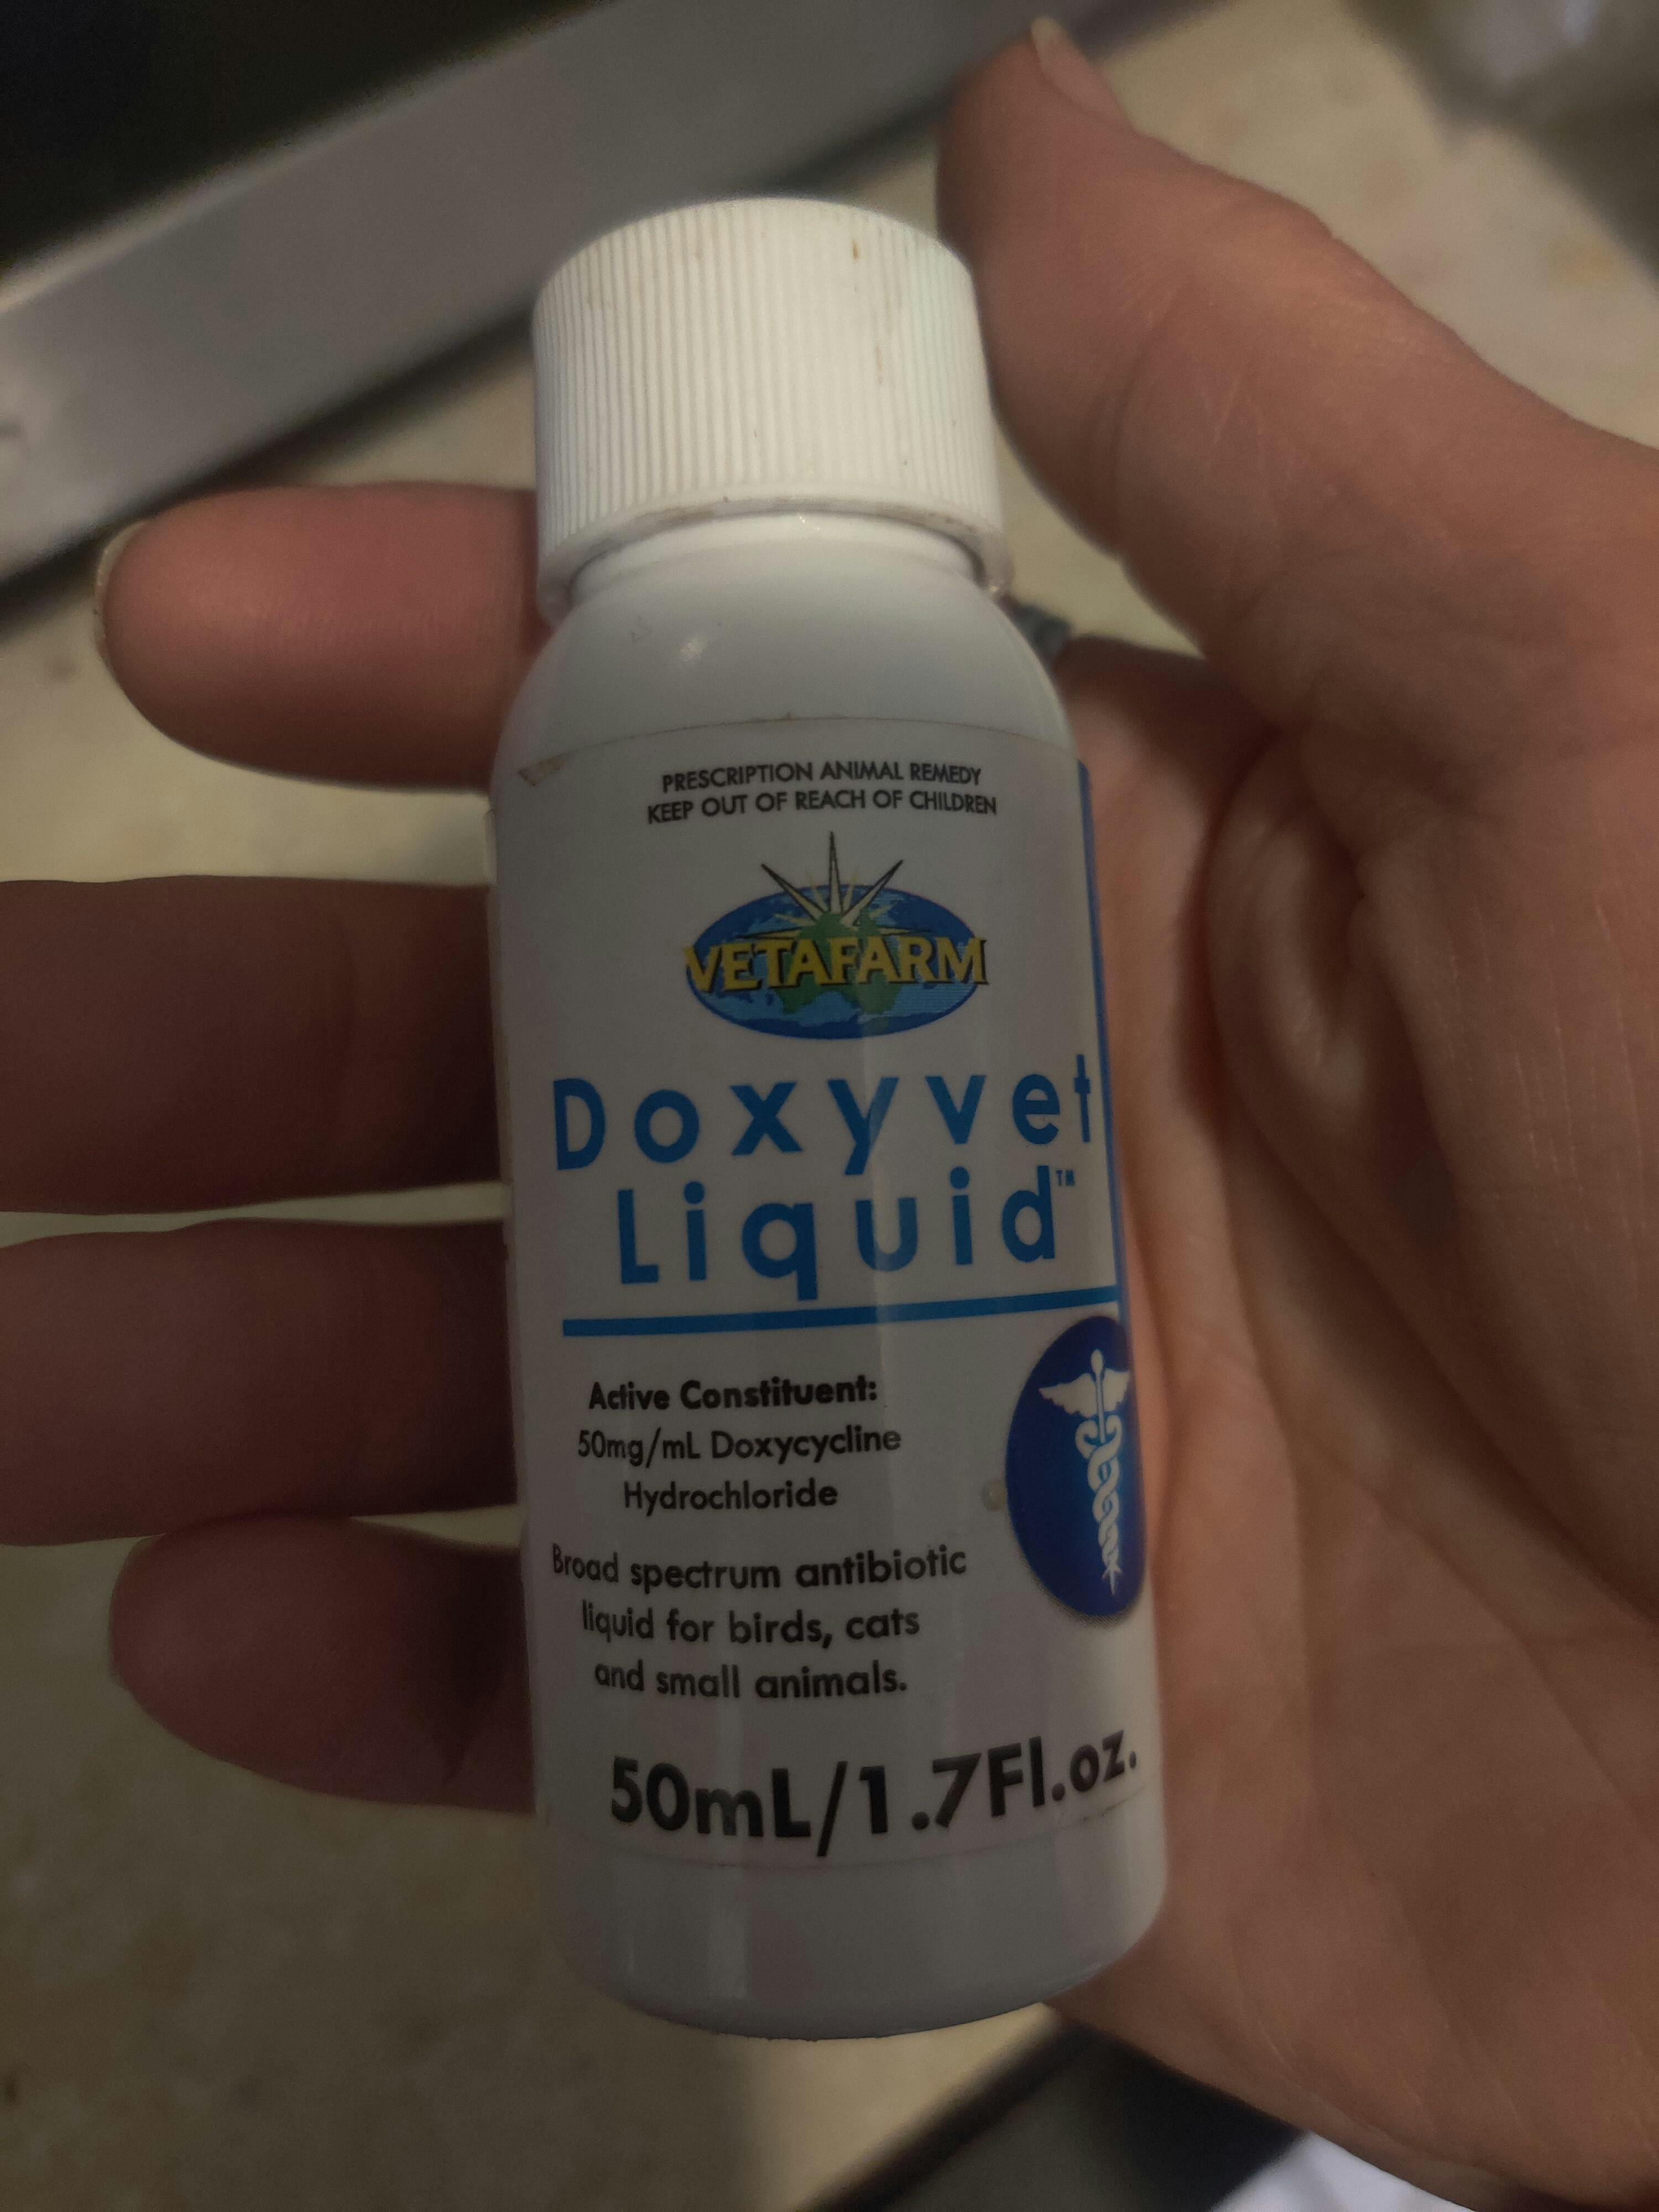 PRESCRIPTION ANIMAL REMEDY
KEEP OUT OF REACH OF CHILDREN
VETAFARM
Doxyvet
Liquid™
Active Constituent:
50mg/mL Doxycycline
Hydrochloride
Broad spectrum antibiotic
liquid for birds, cats
and small animals.
50mL/1.7Fl.oz.